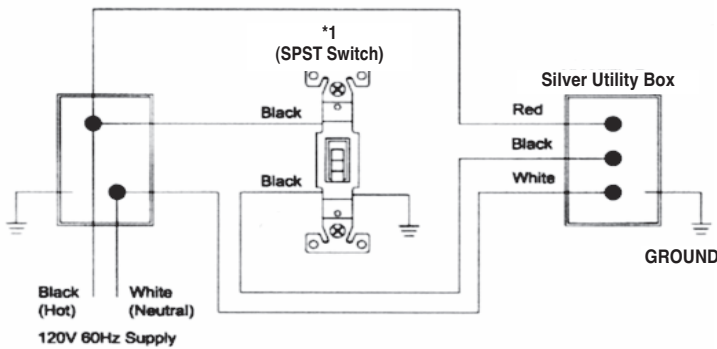 *1
(SPST Switch)
Silver Utility Box
Black
Red
Black
Black
White
GROUND
Black
(Hot)
White
(Neutral)
120V 60Hz Supply